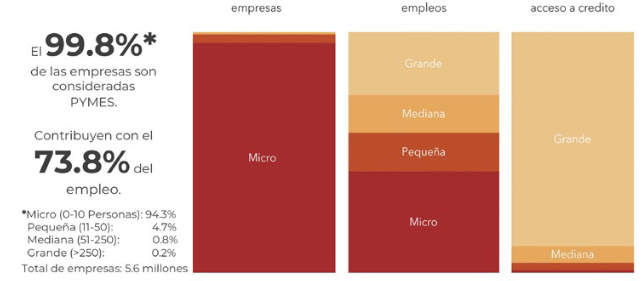 empresas
empleos
acceso a credito
El 99.8%*
de las empresas son
consideradas
PYMES.
Contribuyen con el
73.8% del
empleo.
*Micro (0-10 Personas): 94.3%
Pequeña (11-50): 4.7%
Mediana (51-250): 0.8%
Grande (>250): 0.2%
Total de empresas: 5.6 millones
Micro
Grande
Mediana
Pequeña
Micro
Grande
Mediana